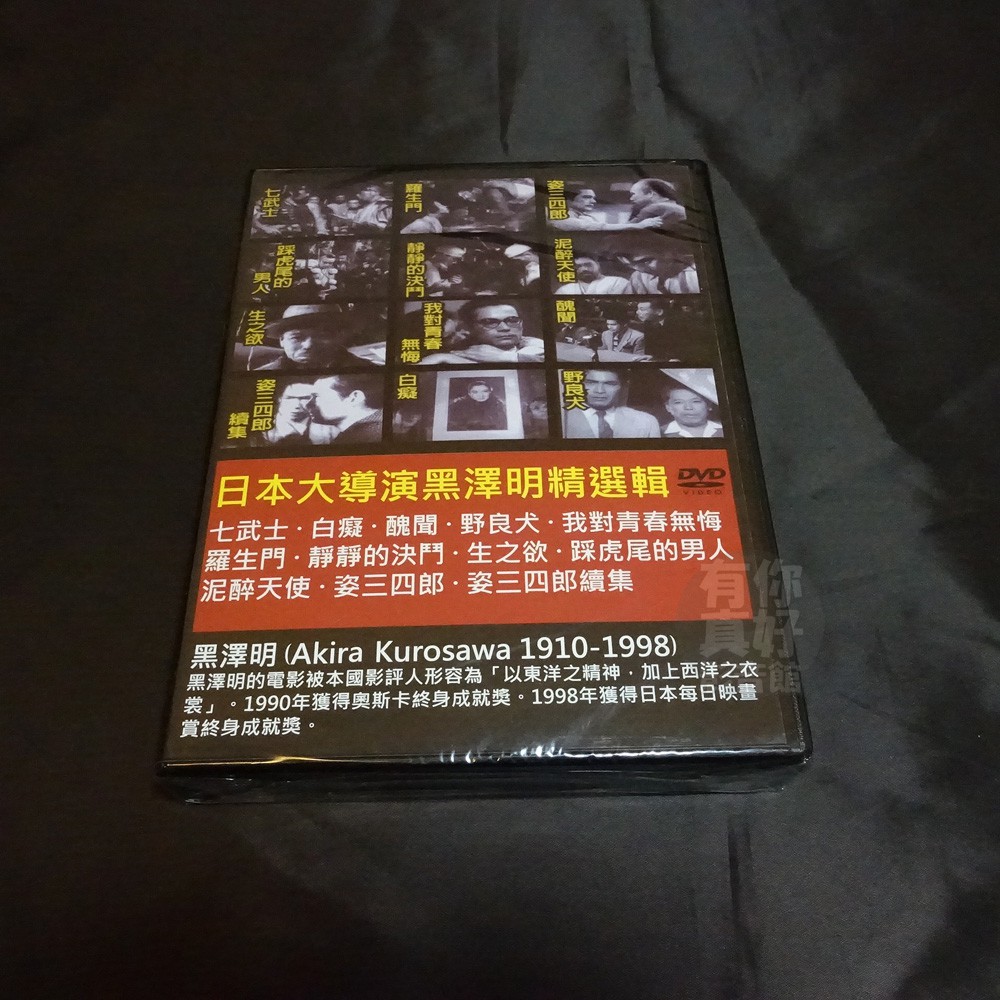 七武士
羅生門
姿三四郎
踩虎尾的
男人
靜靜的決鬥
泥醉天使
生之欲
我對青春
無悔
醜聞
姿三四郎
續集
白癡
野良犬
日本大導演黑澤明精選輯
DVD
VIDEO
七武士·白癡·醜聞·野良犬·我對青春無悔
羅生門·靜靜的決鬥·生之欲·踩虎尾的男人
泥醉天使·姿三四郎·姿三四郎續集
黑澤明(Akira Kurosawa 1910-1998)
黑澤明的電影被本國影評人形容為「以東洋之精神,加上西洋之衣
裳」。1990年獲得奧斯卡終身成就獎。1998年獲得日本每日映畫
賞終身成就獎。
有你
真好
館